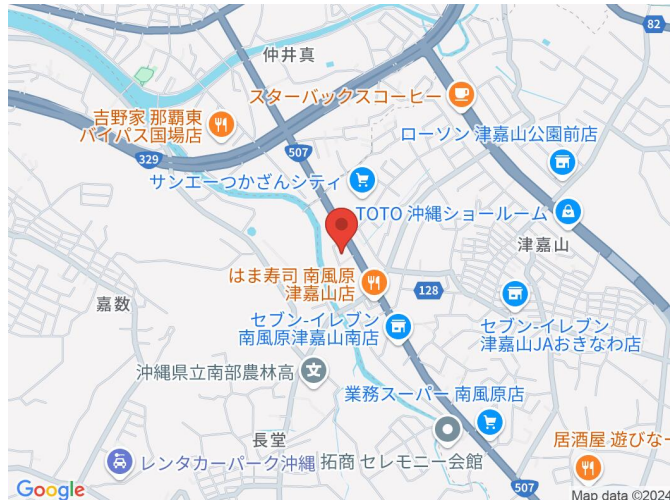 仲井真
82
スターバックスコーヒー
吉野家 那覇東
バイパス国場店
ローソン 津嘉山公園前店
507
329
サンエーつかざんシティ
TOTO 沖縄ショールーム
津嘉山
はま寿司 南風原
津嘉山店
128
嘉数
セブン-イレブン
南風原津嘉山南店
セブン-イレブン
津嘉山JAおきなわ店
沖縄県立南部農林高
業務スーパー 南風原店
長堂
居酒屋 遊びな
レンタカーパーク沖縄
拓商 セレモニー会館
507
Google
Map data ©2024